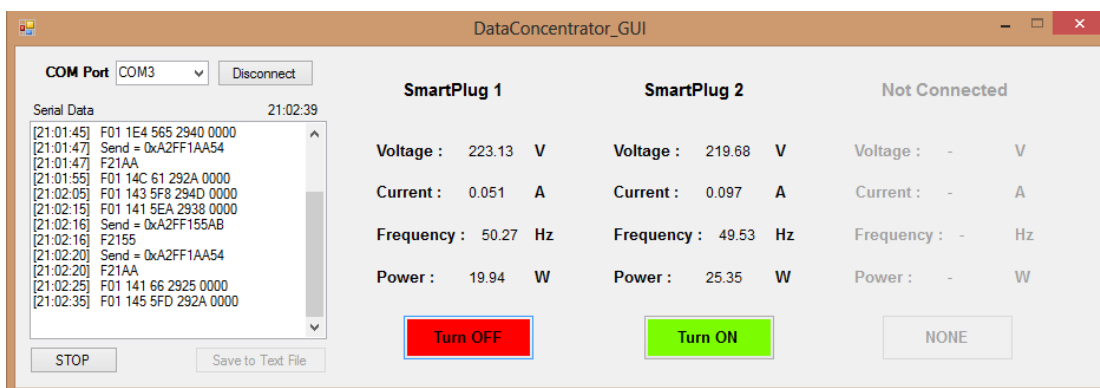 DataConcentrator_GUI
COM Port COM3 Disconnect
Serial Data 21:02:39
[21:01:45] F01 1E4 565 2940 0000
[21:01:47] Send = 0xA2FF1AA54
[21:01:47] F21AA
[21:01:55] F01 14C 61 292A 0000
[21:02:05] F01 143 5F8 294D 0000
[21:02:15] F01 141 5EA 2938 0000
[21:02:16] Send = 0xA2FF155AB
[21:02:16] F2155
[21:02:20] Send = 0xA2FF1AA54
[21:02:20] F21AA
[21:02:25] F01 141 66 2925 0000
[21:02:35] F01 145 5FD 292A 0000
STOP Save to Text File
SmartPlug 1
Voltage : 223.13 V
Current : 0.051 A
Frequency : 50.27 Hz
Power : 19.94 W
Turn OFF
SmartPlug 2
Voltage : 219.68 V
Current : 0.097 A
Frequency : 49.53 Hz
Power : 25.35 W
Turn ON
Not Connected
Voltage : - V
Current : - A
Frequency : - Hz
Power : - W
NONE